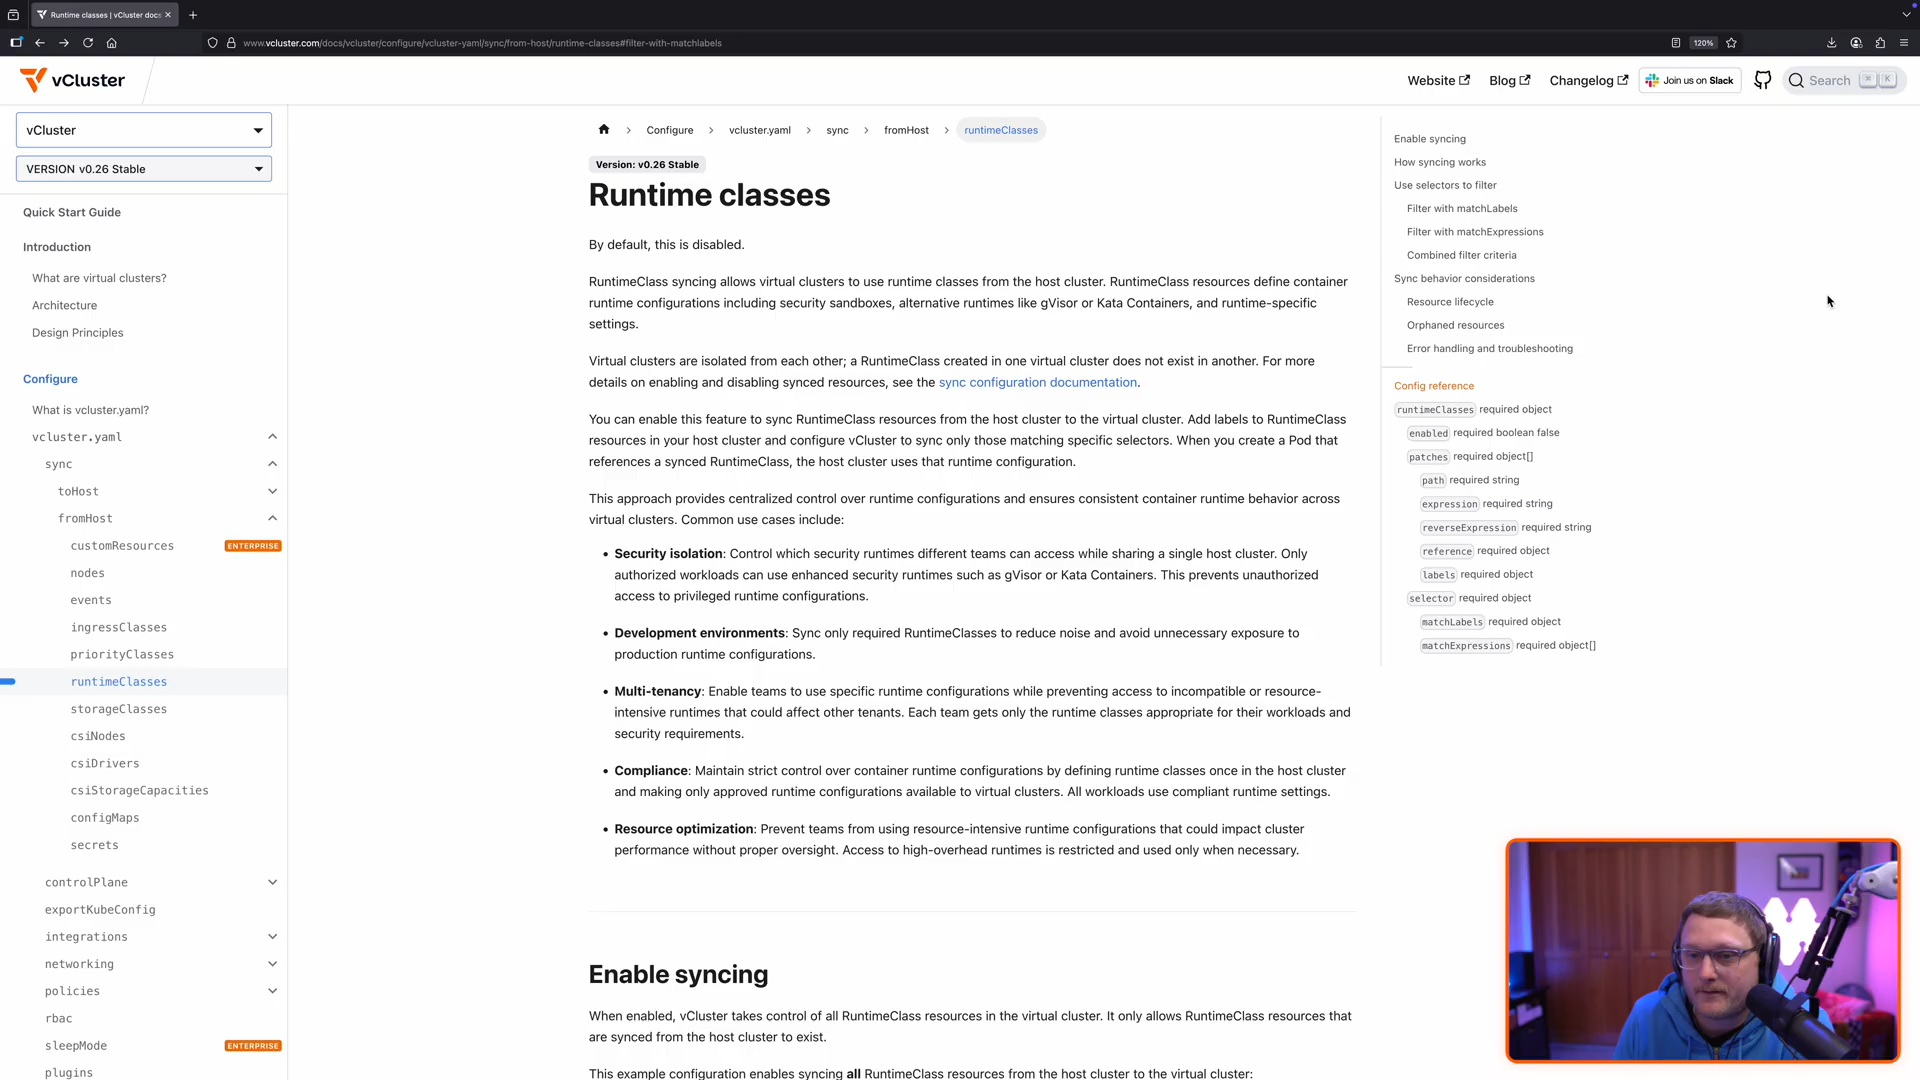 Runtime classes | vCluster docs
www.vcluster.com/docs/vcluster/configure/vcluster-yaml/sync/from-host/runtime-classes#filter-with-matchlabels
120%
vCluster
Website
Blog
Changelog
Join us on Slack
Search
K
vCluster
VERSION v0.26 Stable
Quick Start Guide
Introduction
What are virtual clusters?
Architecture
Design Principles
Configure
What is vcluster.yaml?
vcluster.yaml
sync
toHost
fromHost
customResources
ENTERPRISE
nodes
events
ingressClasses
priorityClasses
runtimeClasses
storageClasses
csiNodes
csiDrivers
csiStorageCapacities
configMaps
secrets
controlPlane
exportKubeConfig
integrations
networking
policies
rbac
sleepMode
ENTERPRISE
plugins
Configure > vcluster.yaml > sync > fromHost > runtimeClasses
Version: v0.26 Stable
Runtime classes
By default, this is disabled.
RuntimeClass syncing allows virtual clusters to use runtime classes from the host cluster. RuntimeClass resources define container
runtime configurations including security sandboxes, alternative runtimes like gVisor or Kata Containers, and runtime-specific
settings.
Virtual clusters are isolated from each other; a RuntimeClass created in one virtual cluster does not exist in another. For more
details on enabling and disabling synced resources, see the sync configuration documentation.
You can enable this feature to sync RuntimeClass resources from the host cluster to the virtual cluster. Add labels to RuntimeClass
resources in your host cluster and configure vCluster to sync only those matching specific selectors. When you create a Pod that
references a synced RuntimeClass, the host cluster uses that runtime configuration.
This approach provides centralized control over runtime configurations and ensures consistent container runtime behavior across
virtual clusters. Common use cases include:
• Security isolation: Control which security runtimes different teams can access while sharing a single host cluster. Only
authorized workloads can use enhanced security runtimes such as gVisor or Kata Containers. This prevents unauthorized
access to privileged runtime configurations.
• Development environments: Sync only required RuntimeClasses to reduce noise and avoid unnecessary exposure to
production runtime configurations.
• Multi-tenancy: Enable teams to use specific runtime configurations while preventing access to incompatible or resource-
intensive runtimes that could affect other tenants. Each team gets only the runtime classes appropriate for their workloads and
security requirements.
• Compliance: Maintain strict control over container runtime configurations by defining runtime classes once in the host cluster
and making only approved runtime configurations available to virtual clusters. All workloads use compliant runtime settings.
• Resource optimization: Prevent teams from using resource-intensive runtime configurations that could impact cluster
performance without proper oversight. Access to high-overhead runtimes is restricted and used only when necessary.
Enable syncing
When enabled, vCluster takes control of all RuntimeClass resources in the virtual cluster. It only allows RuntimeClass resources that
are synced from the host cluster to exist.
This example configuration enables syncing all RuntimeClass resources from the host cluster to the virtual cluster:
Enable syncing
How syncing works
Use selectors to filter
Filter with matchLabels
Filter with matchExpressions
Combined filter criteria
Sync behavior considerations
Resource lifecycle
Orphaned resources
Error handling and troubleshooting
Config reference
runtimeClasses required object
enabled required boolean false
patches required object[]
path required string
expression required string
reverseExpression required string
reference required object
labels required object
selector required object
matchLabels required object
matchExpressions required object[]